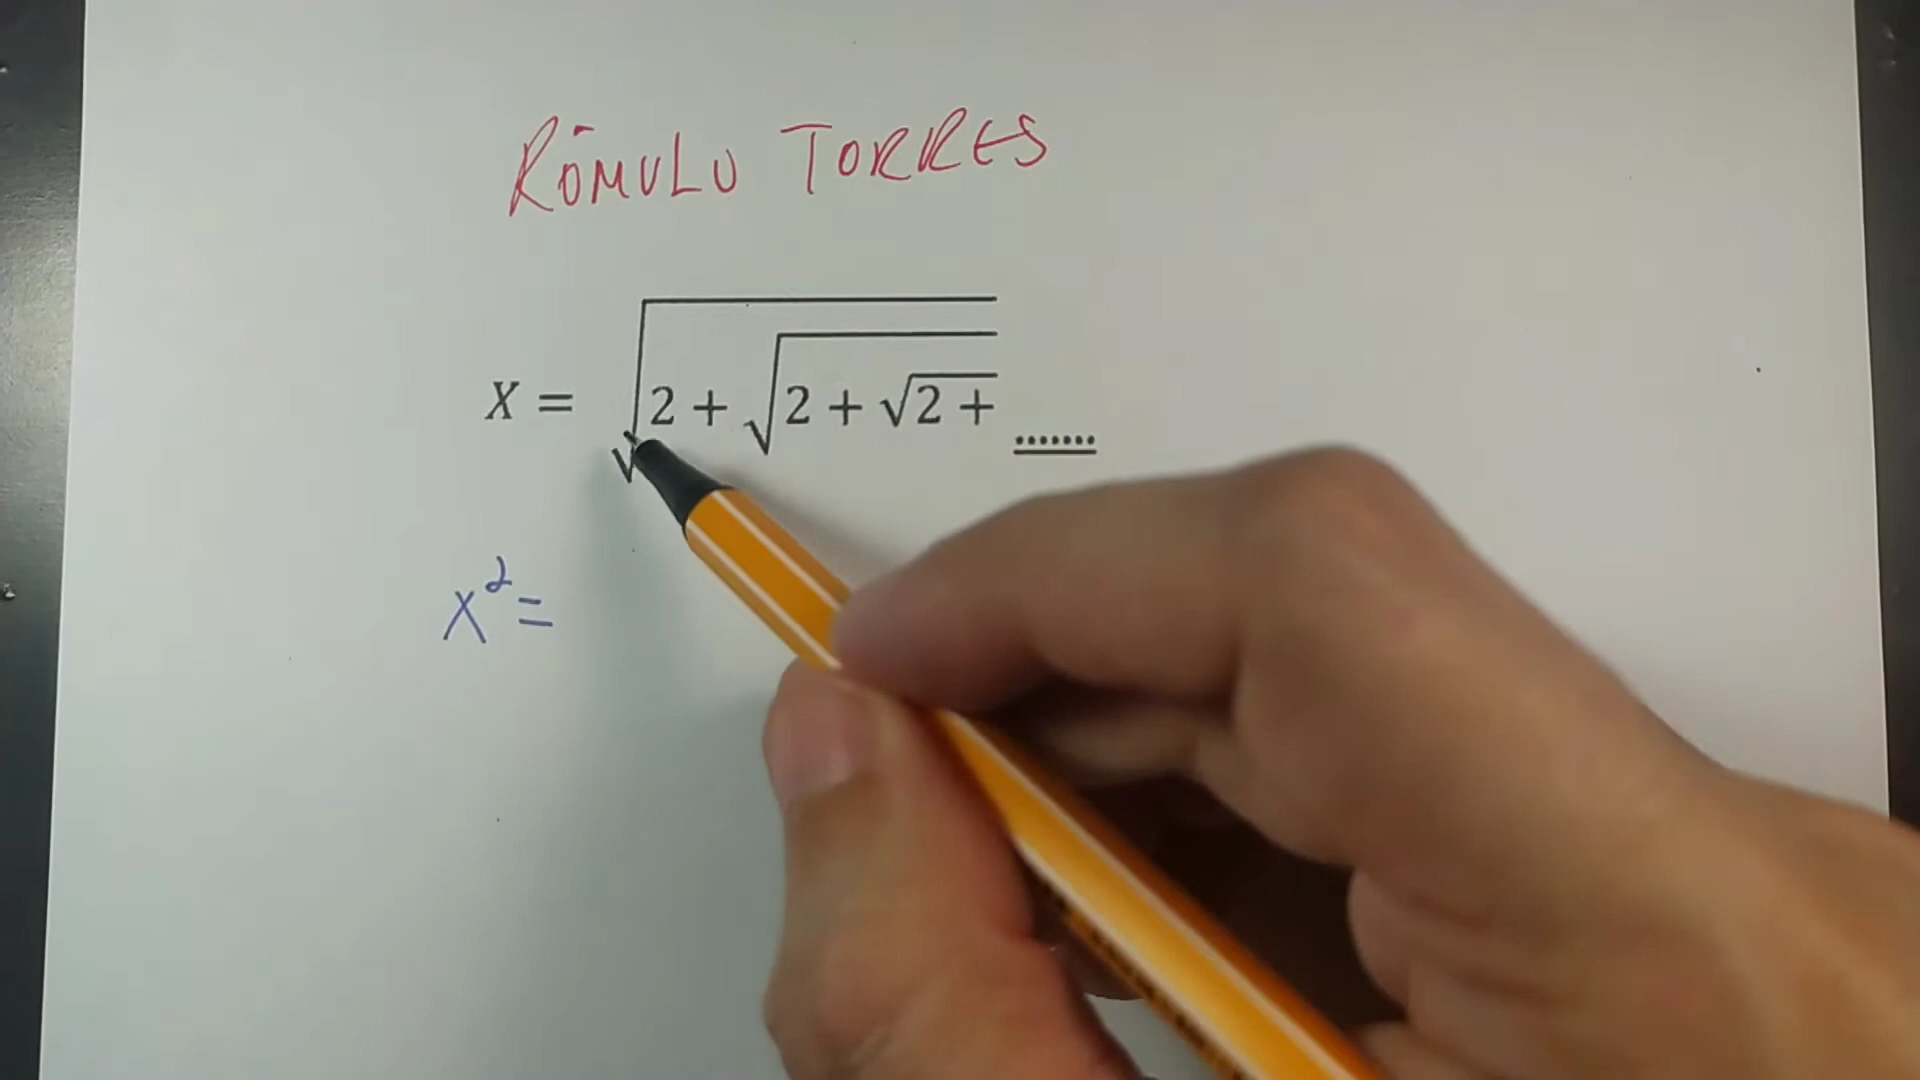 RÔMULO TORRES
X = √2 + √2 + √2 + .......
x² =